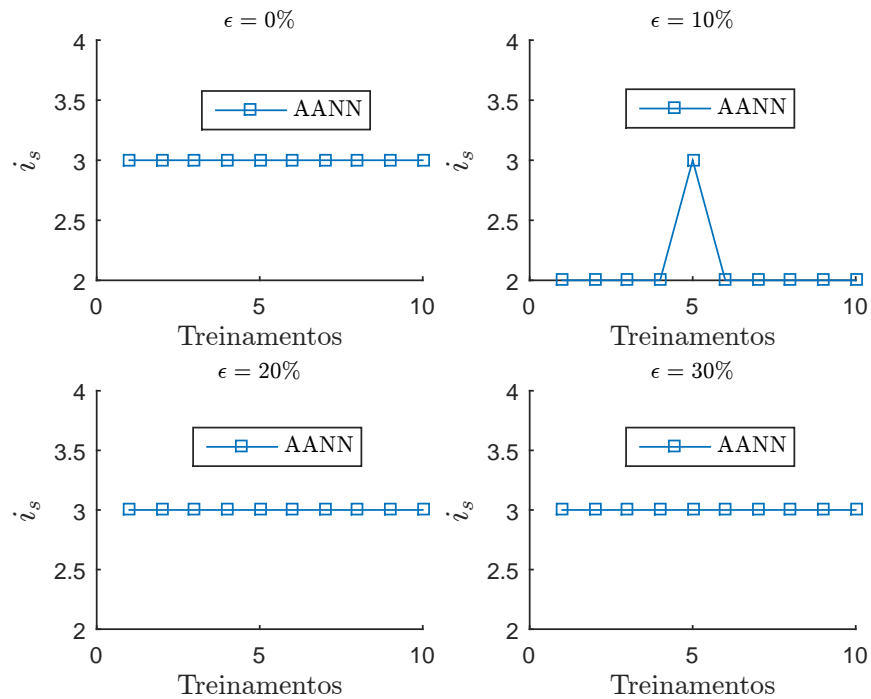 ϵ = 0%
4
3.5
3
2.5
2
i_s
AANN
0
5
10
Treinamentos
ϵ = 10%
4
3.5
3
2.5
2
i_s
AANN
0
5
10
Treinamentos
ϵ = 20%
4
3.5
3
2.5
2
i_s
AANN
0
5
10
Treinamentos
ϵ = 30%
4
3.5
3
2.5
2
i_s
AANN
0
5
10
Treinamentos